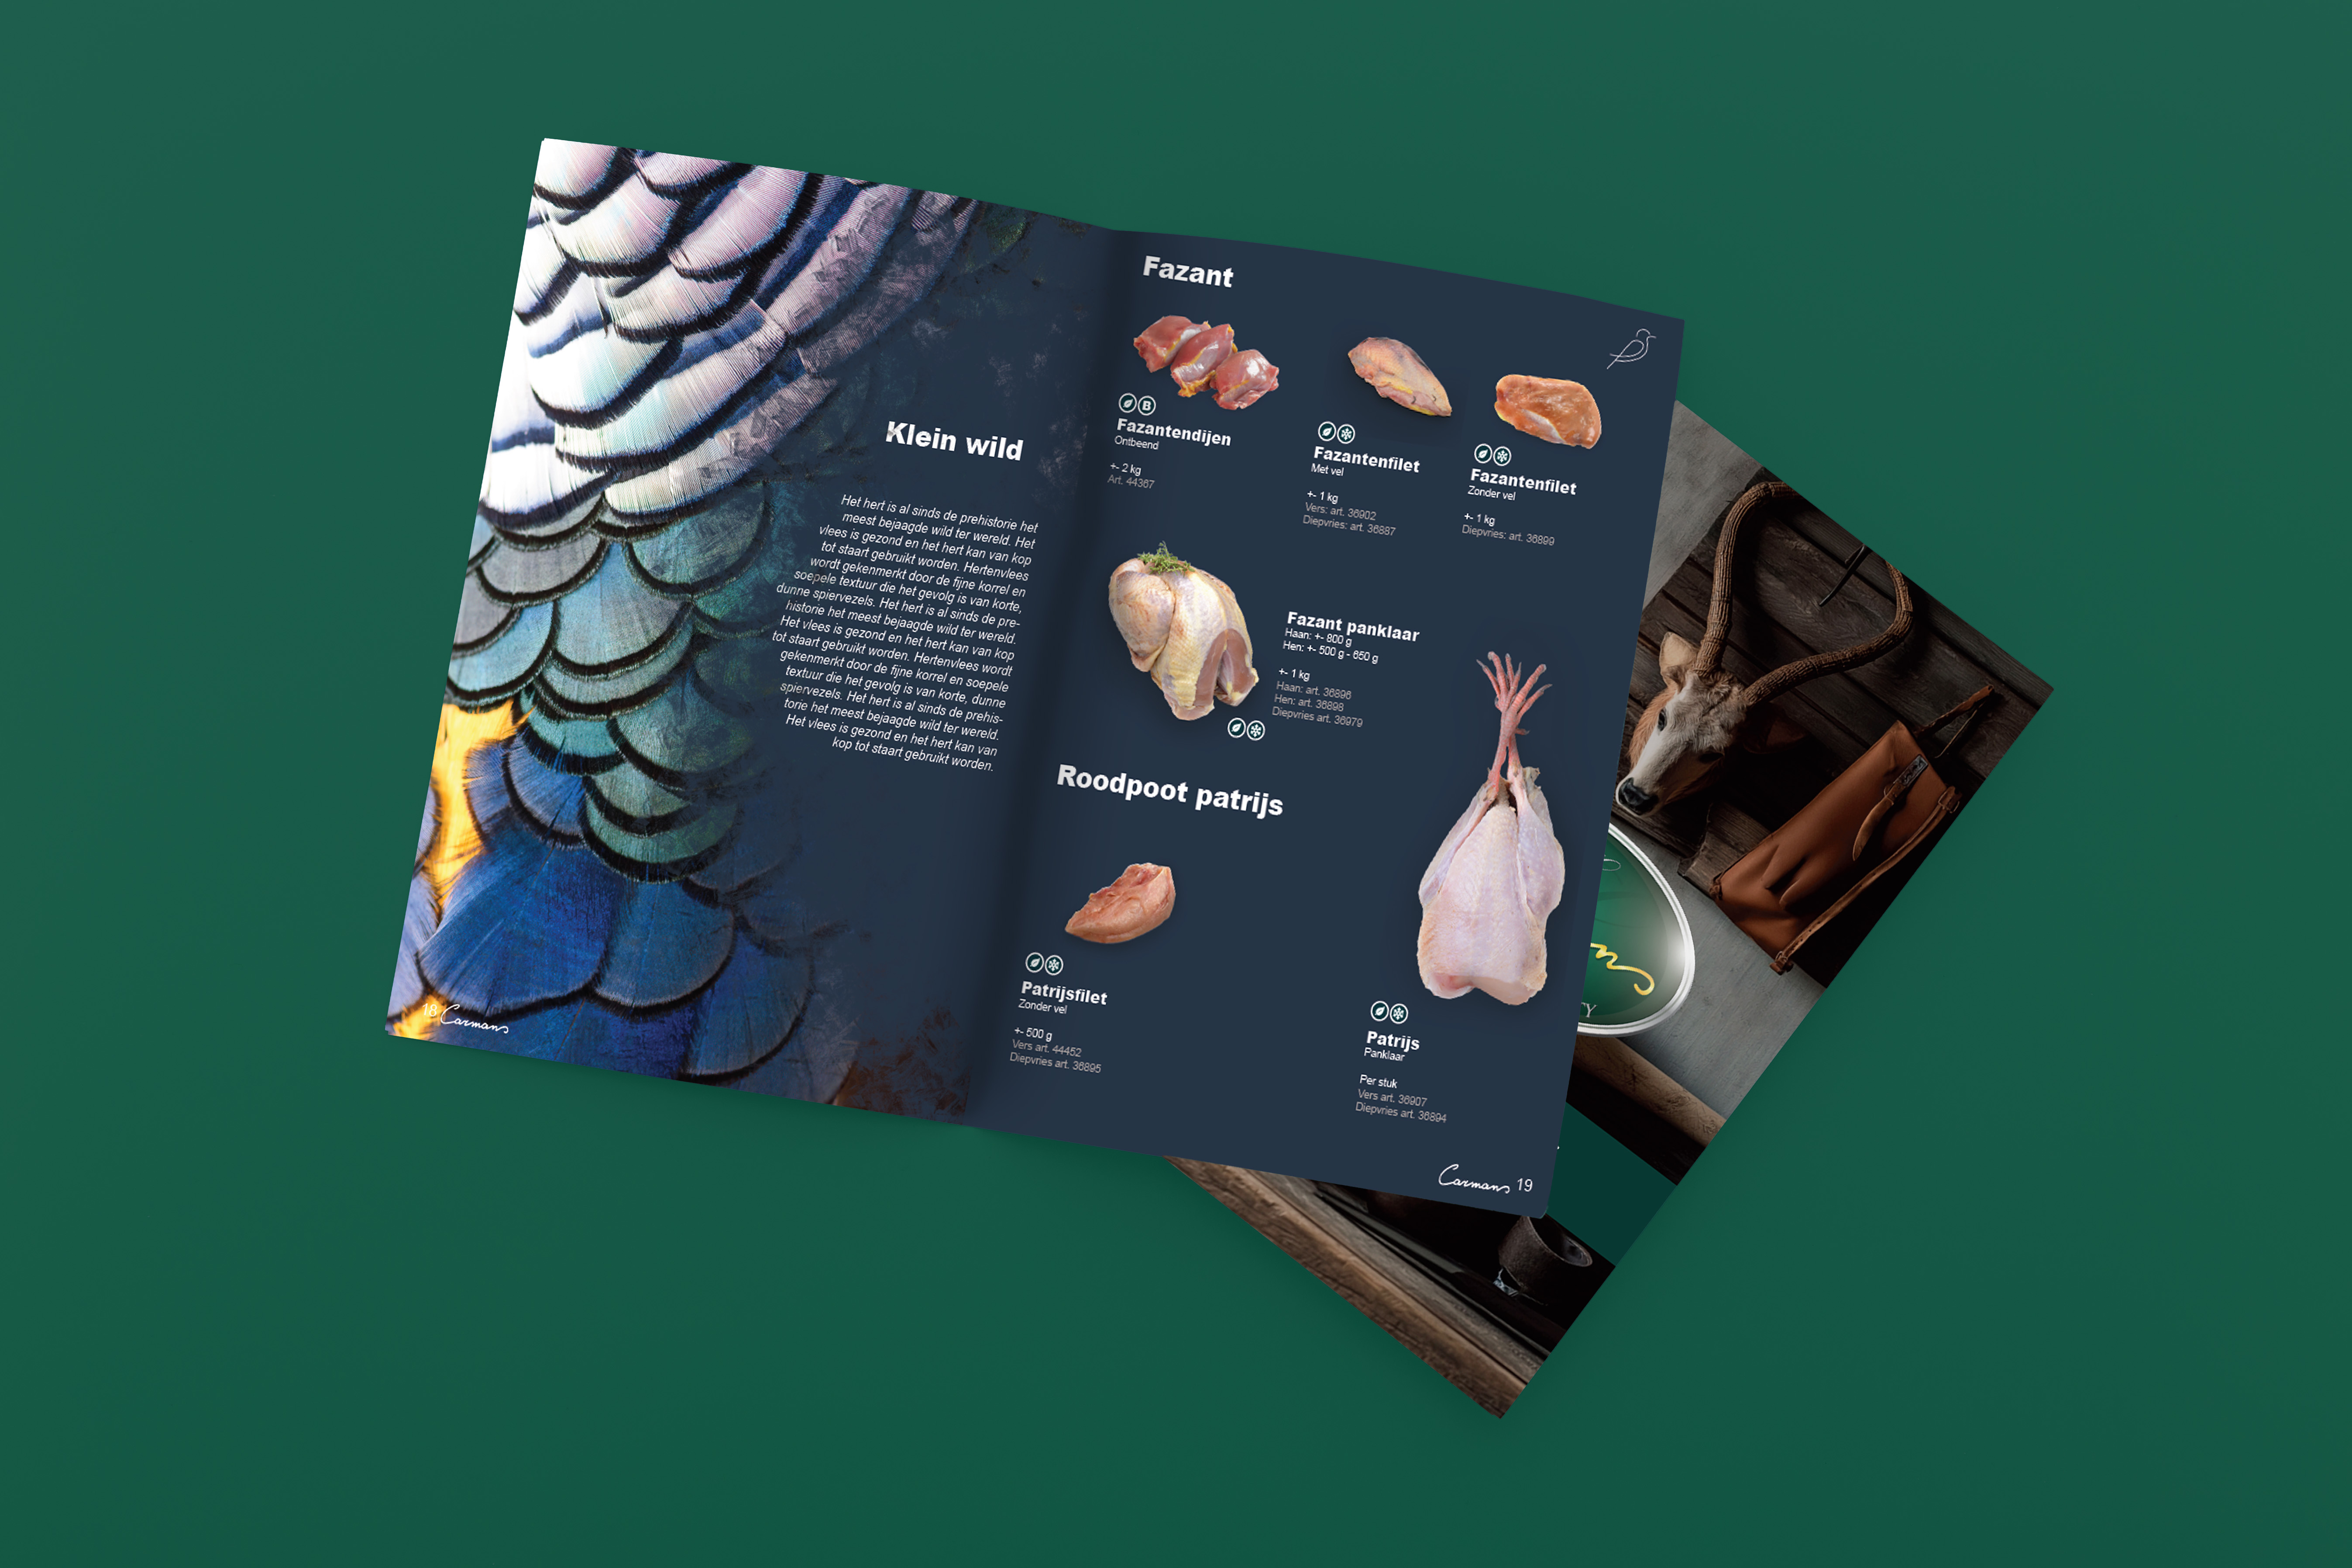 Klein wild
Het hert is al sinds de prehistorie het
meest bejaagde wild ter wereld. Het
vlees is gezond en het hert kan van kop
tot staart gebruikt worden. Hertenvlees
wordt gekenmerkt door de fijne korrel en
soepele textuur die het gevolg is van korte,
dunne spiervezels. Het hert is al sinds de pre-
historie het meest bejaagde wild ter wereld.
Het vlees is gezond en het hert kan van kop
tot staart gebruikt worden. Hertenvlees wordt
gekenmerkt door de fijne korrel en soepele
textuur die het gevolg is van korte, dunne
spiervezels. Het hert is al sinds de prehis-
torie het meest bejaagde wild ter wereld.
Het vlees is gezond en het hert kan van
kop tot staart gebruikt worden.
18 Carmans
Fazant
B
Fazantendijen
Ontbeend
+- 2 kg
Art. 44367
Fazantenfilet
Met vel
+- 1 kg
Vers: art. 36902
Diepvries: art. 36887
Fazantenfilet
Zonder vel
+- 1 kg
Diepvries: art. 36899
Fazant panklaar
Haan: +- 800 g
Hen: +- 500 g - 650 g
+- 1 kg
Haan: art. 36896
Hen: art. 36898
Diepvries art. 36979
Roodpoot patrijs
Patrijsfilet
Zonder vel
+- 500 g
Vers art. 44452
Diepvries art. 36895
Patrijs
Panklaar
Per stuk
Vers art. 36907
Diepvries art. 36894
Carmans 19